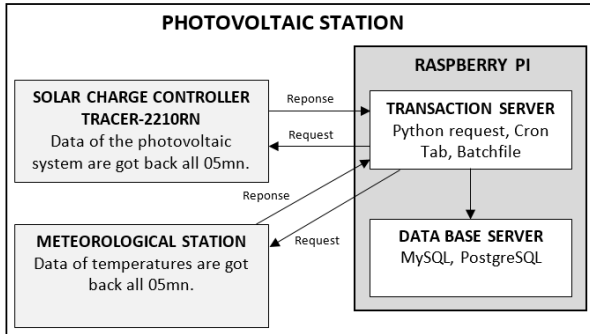 PHOTOVOLTAIC STATION
RASPBERRY PI
SOLAR CHARGE CONTROLLER
TRACER-2210RN
Data of the photovoltaic
system are got back all 05mn.
Reponse
Request
TRANSACTION SERVER
Python request, Cron
Tab, Batchfile
Reponse
Request
METEOROLOGICAL STATION
Data of temperatures are got
back all 05mn.
DATA BASE SERVER
MySQL, PostgreSQL